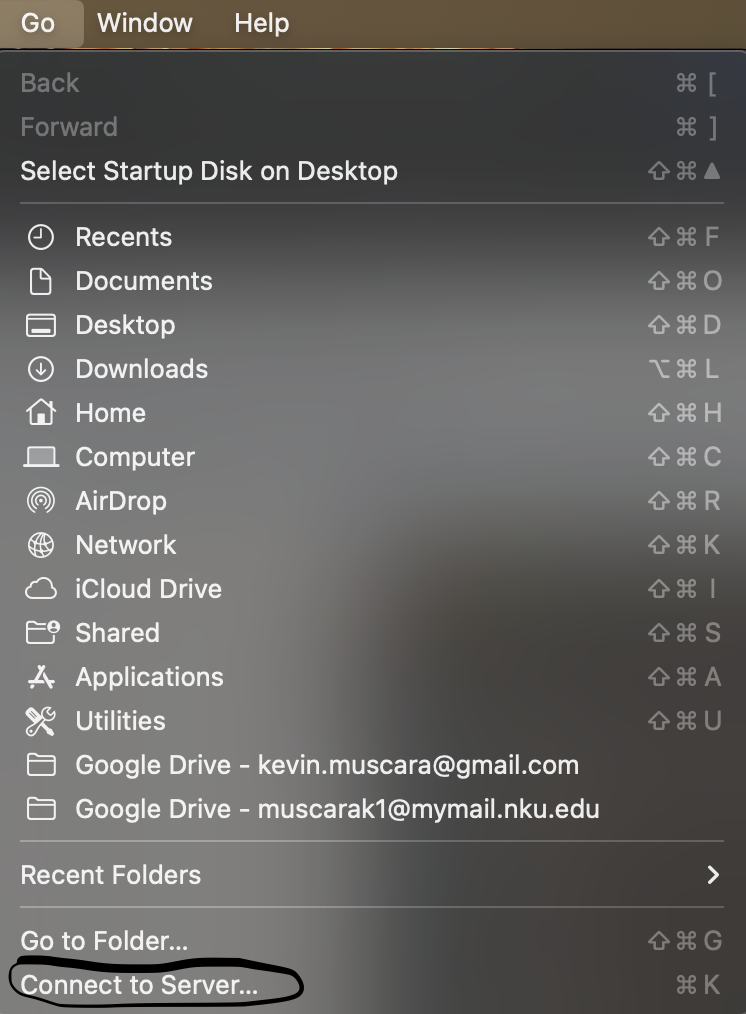 Go Window Help
Back ⌘ [
Forward ⌘ ]
Select Startup Disk on Desktop ⇧⌘▲
Recents ⇧⌘F
Documents ⇧⌘O
Desktop ⇧⌘D
Downloads ⌥⌘L
Home ⇧⌘H
Computer ⇧⌘C
AirDrop ⇧⌘R
Network ⇧⌘K
iCloud Drive ⇧⌘I
Shared ⇧⌘S
Applications ⇧⌘A
Utilities ⇧⌘U
Google Drive - kevin.muscara@gmail.com
Google Drive - muscarak1@mymail.nku.edu
Recent Folders >
Go to Folder... ⇧⌘G
Connect to Server... ⌘K